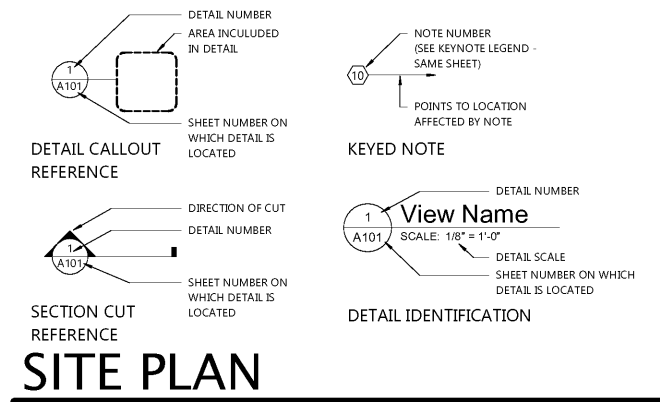 DETAIL NUMBER
AREA INCULUDED
IN DETAIL
1
A101
SHEET NUMBER ON
WHICH DETAIL IS
LOCATED
DETAIL CALLOUT
REFERENCE
NOTE NUMBER
(SEE KEYNOTE LEGEND -
SAME SHEET)
10
POINTS TO LOCATION
AFFECTED BY NOTE
KEYED NOTE
DIRECTION OF CUT
DETAIL NUMBER
1
A101
SHEET NUMBER ON
WHICH DETAIL IS
LOCATED
SECTION CUT
REFERENCE
DETAIL NUMBER
1
View Name
A101
SCALE: 1/8" = 1'-0"
DETAIL SCALE
SHEET NUMBER ON WHICH
DETAIL IS LOCATED
DETAIL IDENTIFICATION
SITE PLAN